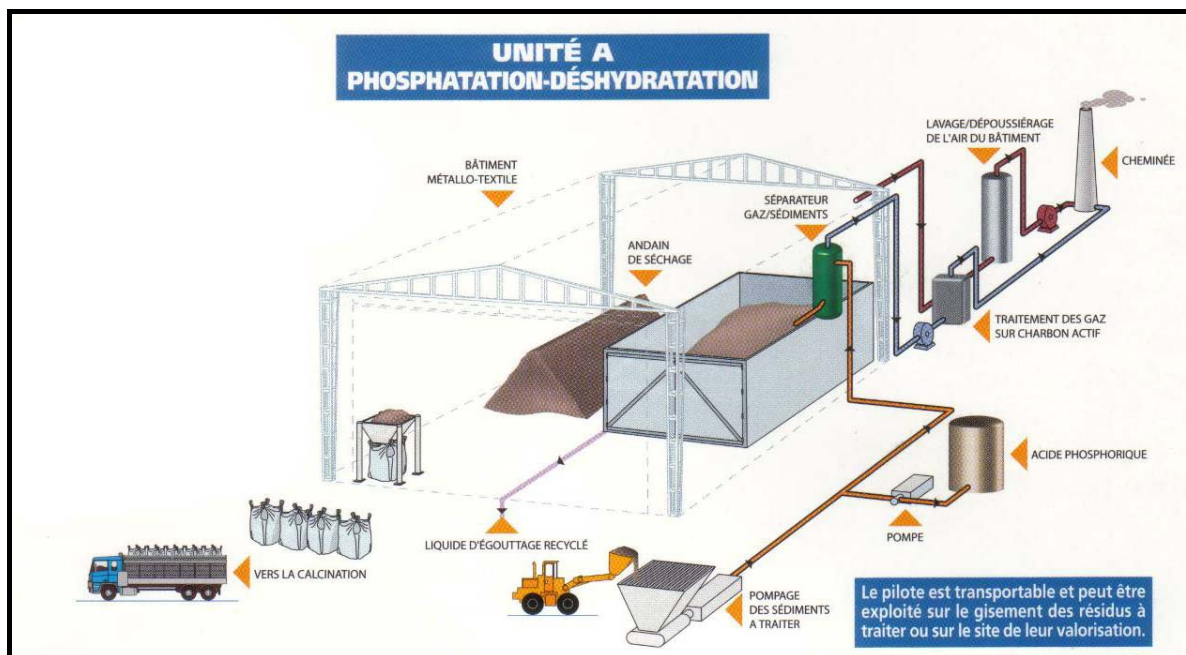 UNITÉ A
PHOSPHATATION-DÉSHYDRATATION
LAVAGE/DÉPOUSSIÉRAGE
DE L'AIR DU BÂTIMENT
CHEMINÉE
BÂTIMENT
MÉTALLO-TEXTILE
SÉPARATEUR
GAZ/SÉDIMENTS
ANDAIN
DE SÉCHAGE
TRAITEMENT DES GAZ
SUR CHARBON ACTIF
ACIDE PHOSPHORIQUE
POMPE
LIQUIDE D'ÉGOUTTAGE RECYCLÉ
VERS LA CALCINATION
POMPAGE
DES SÉDIMENTS
A TRAITER
Le pilote est transportable et peut être
exploité sur le gisement des résidus à
traiter ou sur le site de leur valorisation.